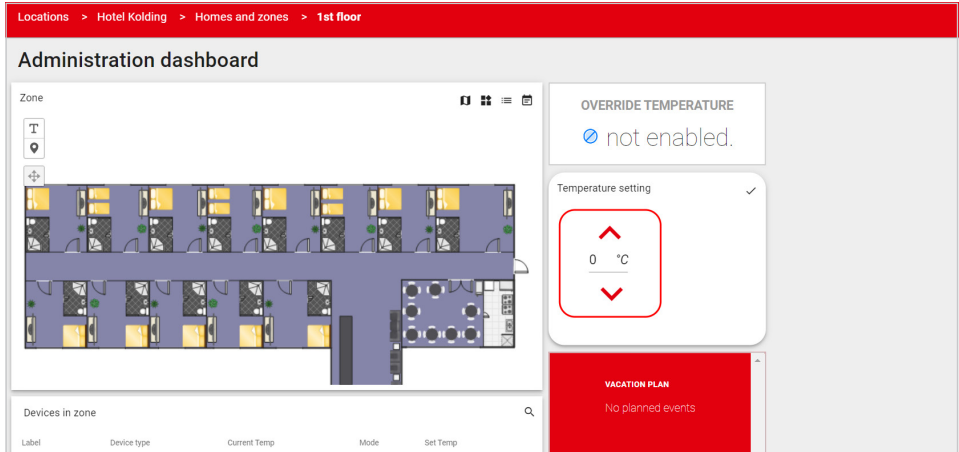 Locations > Hotel Kolding > Homes and zones > 1st floor
Administration dashboard
Zone
T
OVERRIDE TEMPERATURE
not enabled.
Temperature setting
0 °C
VACATION PLAN
No planned events
Devices in zone
Label Device type Current Temp Mode Set Temp